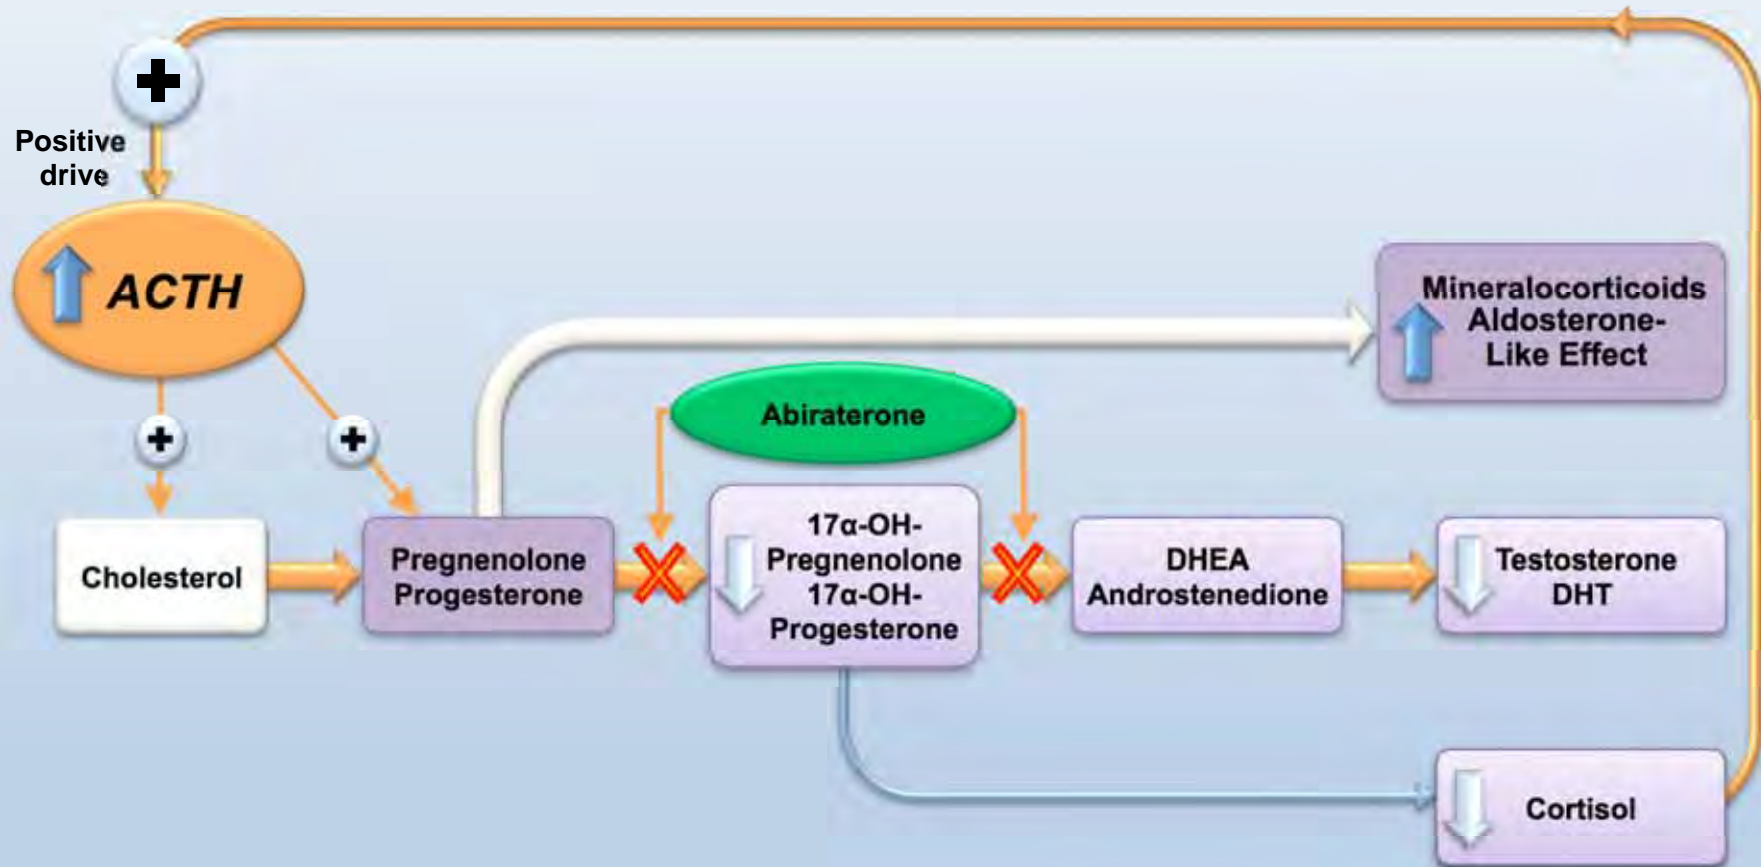 Positive
drive
ACTH
Mineralocorticoids
Aldosterone-
Like Effect
Abiraterone
Cholesterol
Pregnenolone
Progesterone
17α-OH-
Pregnenolone
17α-OH-
Progesterone
DHEA
Androstenedione
Testosterone
DHT
Cortisol